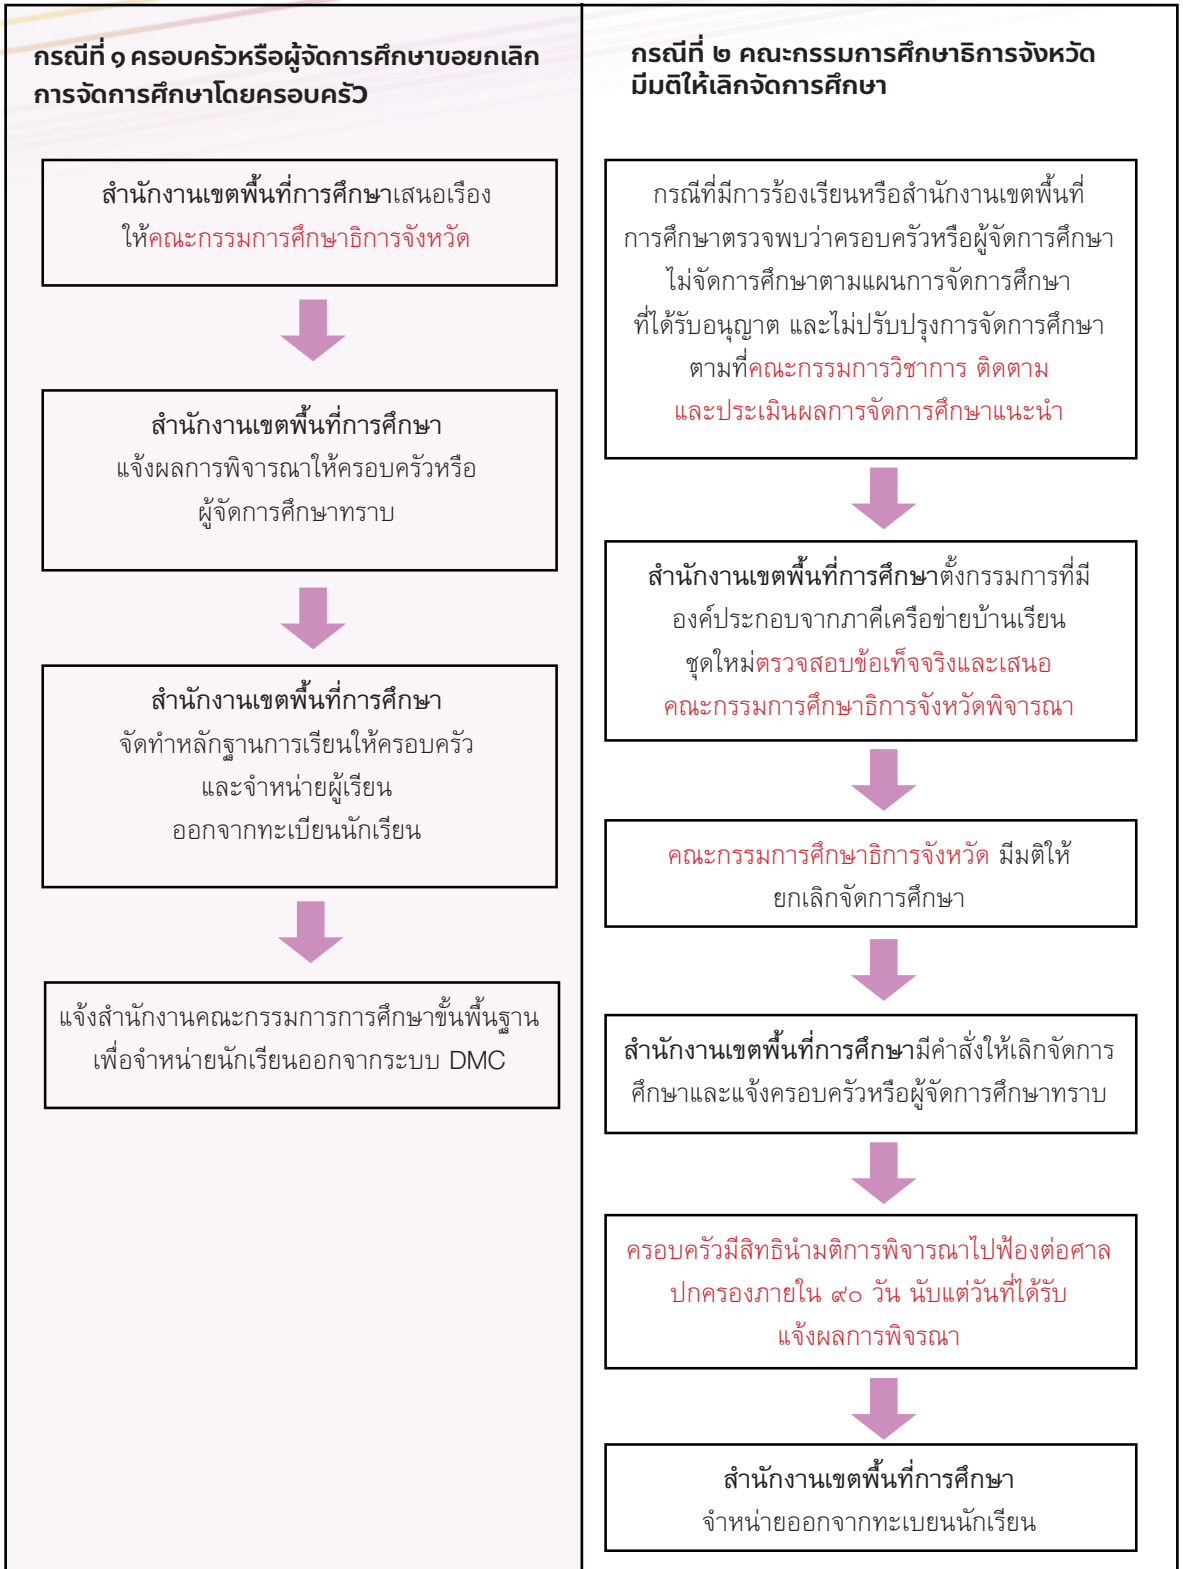 กรณีที่ ๑ ครอบครัวหรือผู้จัดการศึกษาขอยกเลิก
การจัดการศึกษาโดยครอบครัว
สำนักงานเขตพื้นที่การศึกษาเสนอเรื่อง
ให้คณะกรรมการศึกษาธิการจังหวัด
สำนักงานเขตพื้นที่การศึกษา
แจ้งผลการพิจารณาให้ครอบครัวหรือ
ผู้จัดการศึกษาทราบ
สำนักงานเขตพื้นที่การศึกษา
จัดทำหลักฐานการเรียนให้ครอบครัว
และจำหน่ายผู้เรียน
ออกจากทะเบียนนักเรียน
แจ้งสำนักงานคณะกรรมการการศึกษาขั้นพื้นฐาน
เพื่อจำหน่ายนักเรียนออกจากระบบ DMC
กรณีที่ ๒ คณะกรรมการศึกษาธิการจังหวัด
มีมติให้เลิกจัดการศึกษา
กรณีที่มีการร้องเรียนหรือสำนักงานเขตพื้นที่
การศึกษาตรวจพบว่าครอบครัวหรือผู้จัดการศึกษา
ไม่จัดการศึกษาตามแผนการจัดการศึกษา
ที่ได้รับอนุญาต และไม่ปรับปรุงการจัดการศึกษา
ตามที่คณะกรรมการวิชาการ ติดตาม
และประเมินผลการจัดการศึกษาแนะนำ
สำนักงานเขตพื้นที่การศึกษาตั้งกรรมการที่มี
องค์ประกอบจากภาคีเครือข่ายบ้านเรียน
ชุดใหม่ตรวจสอบข้อเท็จจริงและเสนอ
คณะกรรมการศึกษาธิการจังหวัดพิจารณา
คณะกรรมการศึกษาธิการจังหวัด มีมติให้
ยกเลิกจัดการศึกษา
สำนักงานเขตพื้นที่การศึกษามีคำสั่งให้เลิกจัดการ
ศึกษาและแจ้งครอบครัวหรือผู้จัดการศึกษาทราบ
ครอบครัวมีสิทธินำมติการพิจารณาไปฟ้องต่อศาล
ปกครองภายใน ๙๐ วัน นับแต่วันที่ได้รับ
แจ้งผลการพิจรณา
สำนักงานเขตพื้นที่การศึกษา
จำหน่ายออกจากทะเบยนนักเรียน